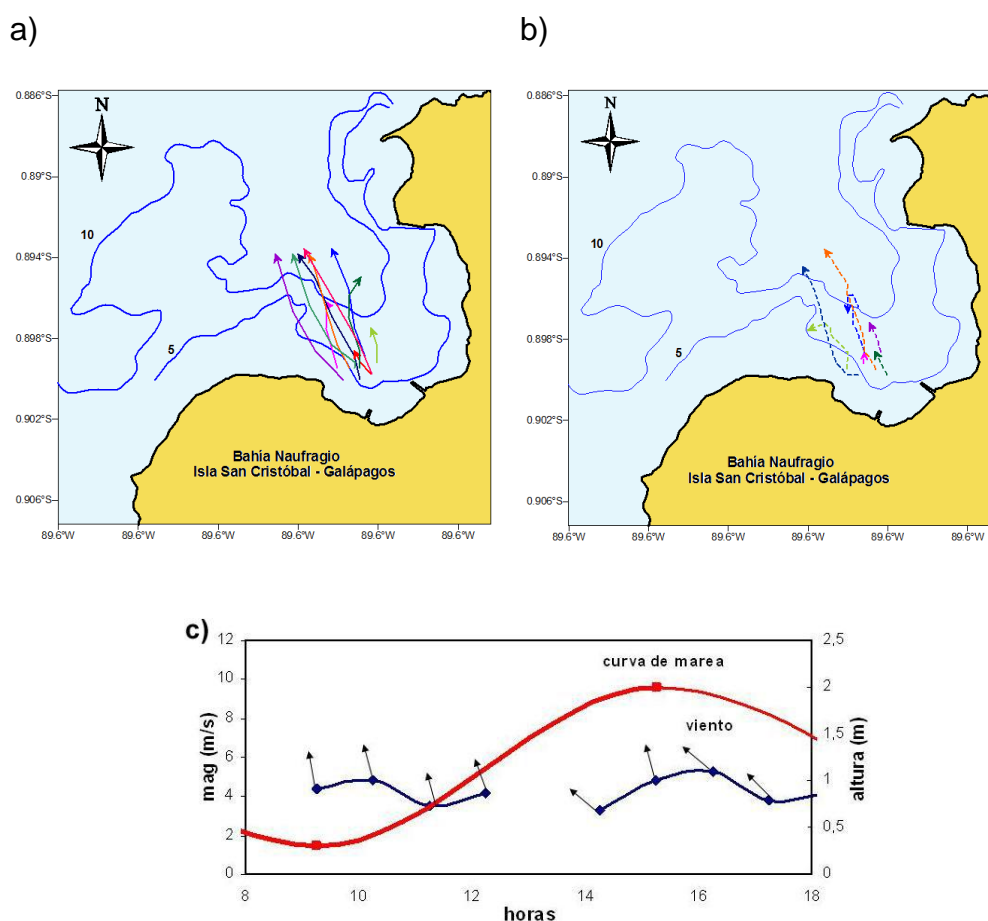 a)
b)
0.886°S
0.89°S
0.894°S
0.898°S
0.902°S
0.906°S
N
10
5
Bahía Naufragio
Isla San Cristóbal - Galápagos
89.6°W 89.6°W 89.6°W 89.6°W 89.6°W 89.6°W
0.886°S
0.89°S
0.894°S
0.898°S
0.902°S
0.906°S
N
10
5
Bahía Naufragio
Isla San Cristóbal - Galápagos
89.6°W 89.6°W 89.6°W 89.6°W 89.6°W 89.6°W
c)
mag (m/s)
12
10
8
6
4
2
0
curva de marea
viento
2,5
2
1,5
1
0,5
0
altura (m)
8 10 12 14 16 18
horas